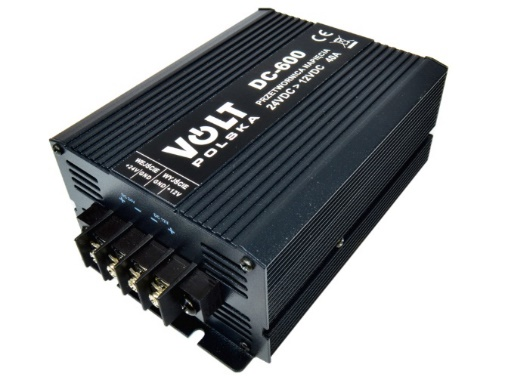 VOLT
POLSKA
DC-600
PRZETWORNICA NAPIĘCIA
24VDC > 12VDC 40A
CE
WEJŚCIE WYJŚCIE
+24V GND GND +12V